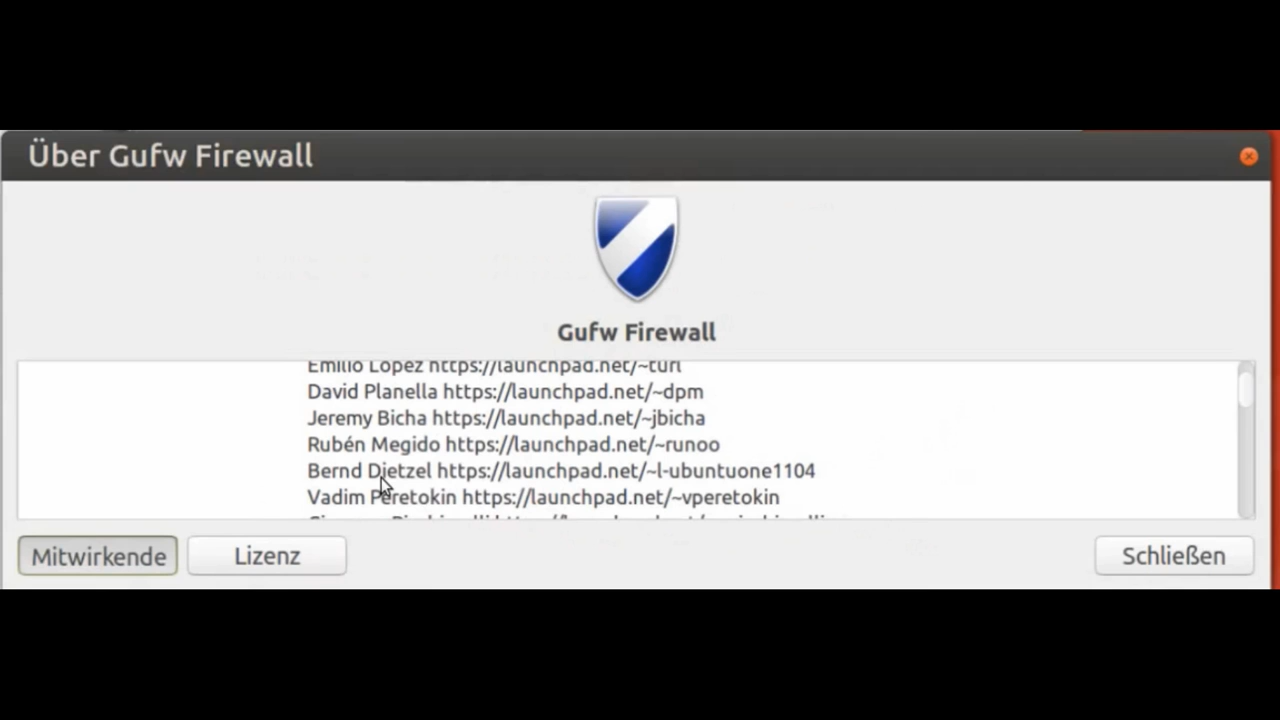 Über Gufw Firewall
Gufw Firewall
Emilio López https://launchpad.net/~turl
David Planella https://launchpad.net/~dpm
Jeremy Bicha https://launchpad.net/~jbicha
Rubén Megido https://launchpad.net/~runoo
Bernd Dietzel https://launchpad.net/~l-ubuntuone1104
Vadim Peretokin https://launchpad.net/~vperetokin
Mitwirkende
Lizenz
Schließen